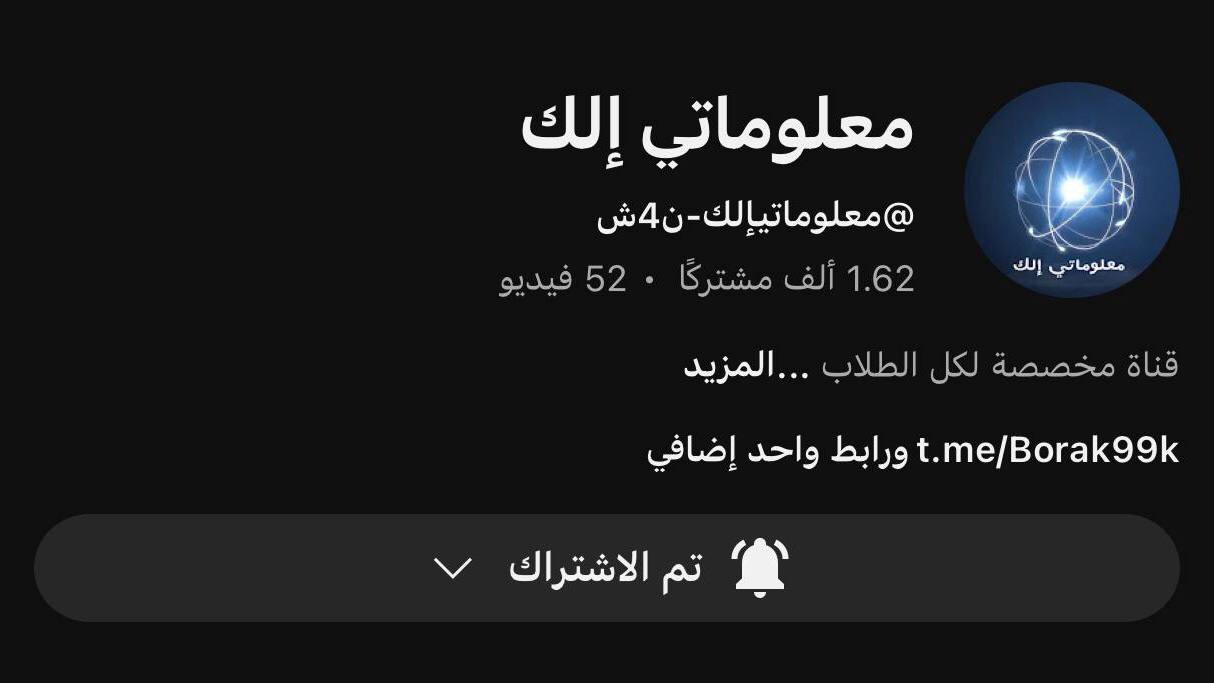 معلوماتي إلك
@معلوماتيإلك-ن4ش
1.62 ألف مشتركًا • 52 فيديو
معلوماتي إلك
قناة مخصصة لكل الطلاب ...المزيد
t.me/Borak99k ورابط واحد إضافي
تم الاشتراك